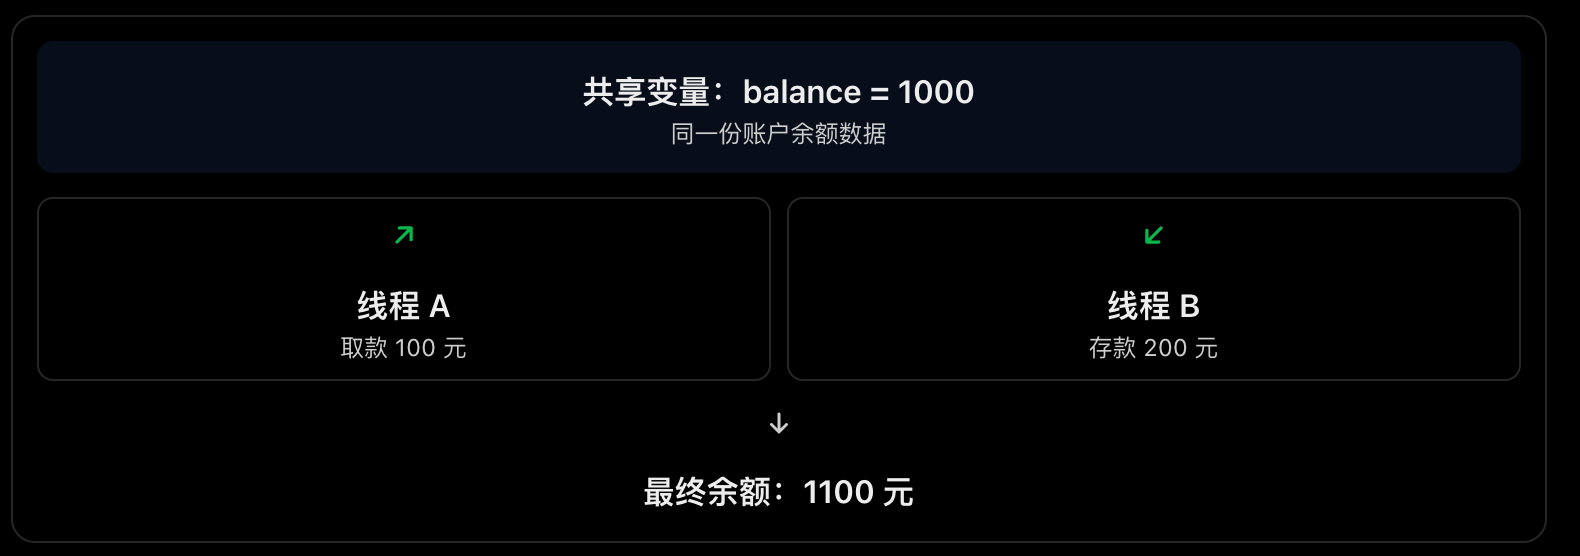 共享变量：balance = 1000
同一份账户余额数据
线程 A
取款 100 元
线程 B
存款 200 元
最终余额：1100 元